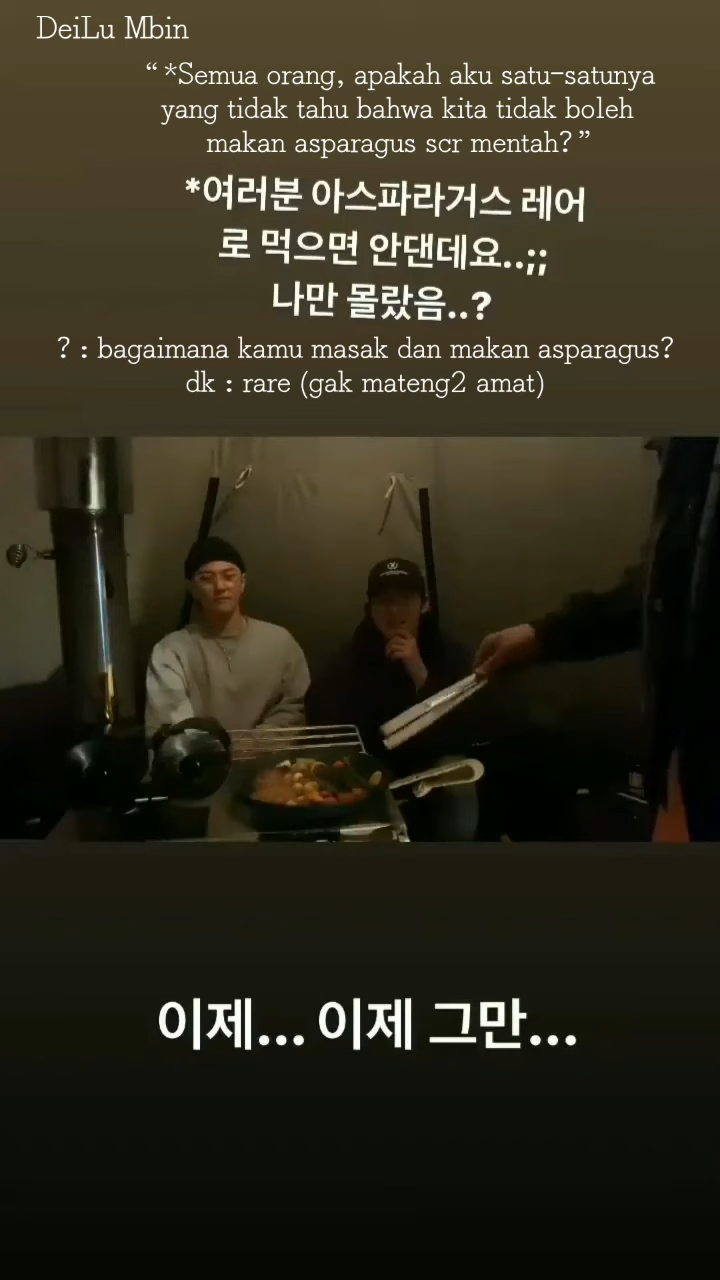 DeiLu Mbin
“ *Semua orang, apakah aku satu-satunya
yang tidak tahu bahwa kita tidak boleh
makan asparagus scr mentah? ”
*여러분 아스파라거스 레어
로 먹으면 안댄데요..;;
나만 몰랐음..?
? : bagaimana kamu masak dan makan asparagus?
dk : rare (gak mateng2 amat)
이제... 이제 그만...